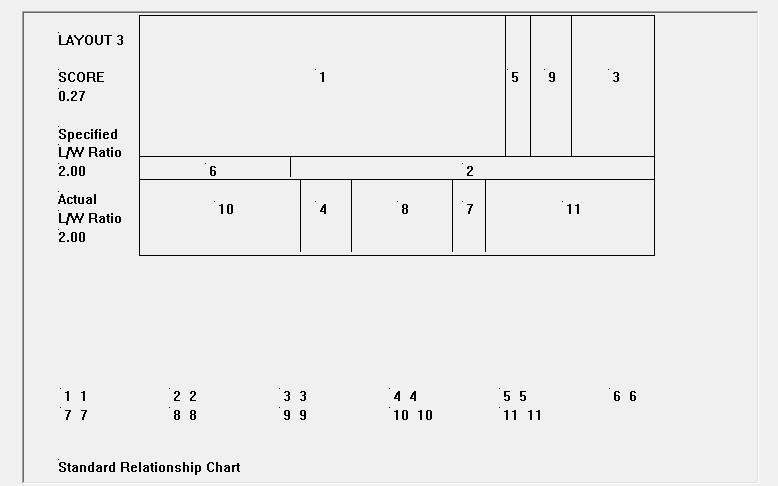 LAYOUT 3
SCORE
0.27
Specified
L/W Ratio
2.00
Actual
L/W Ratio
2.00
1 5 9 3
6 2
10 4 8 7 11
1 1 2 2 3 3 4 4 5 5 6 6
7 7 8 8 9 9 10 10 11 11
Standard Relationship Chart